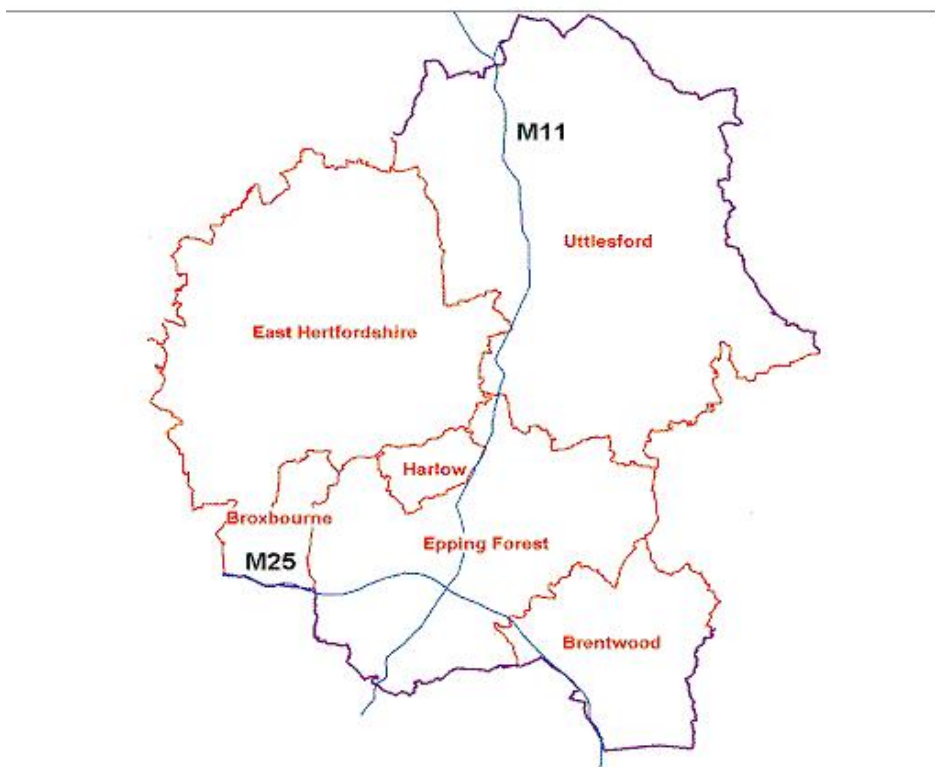 M11
Uttlesford
East Hertfordshire
Harlow
Broxbourne
Epping Forest
M25
Brentwood